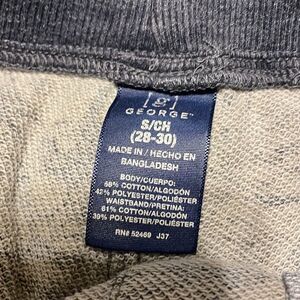 g
GEORGE™
S/CH
(28-30)
MADE IN / HECHO EN
BANGLADESH
BODY/CUERPO:
58% COTTON/ALGODÓN
42% POLYESTER/POLIÉSTER
WAISTBAND/PRETINA:
61% COTTON/ALGODÓN
39% POLYESTER/POLIÉSTER
RN# 52469 J37